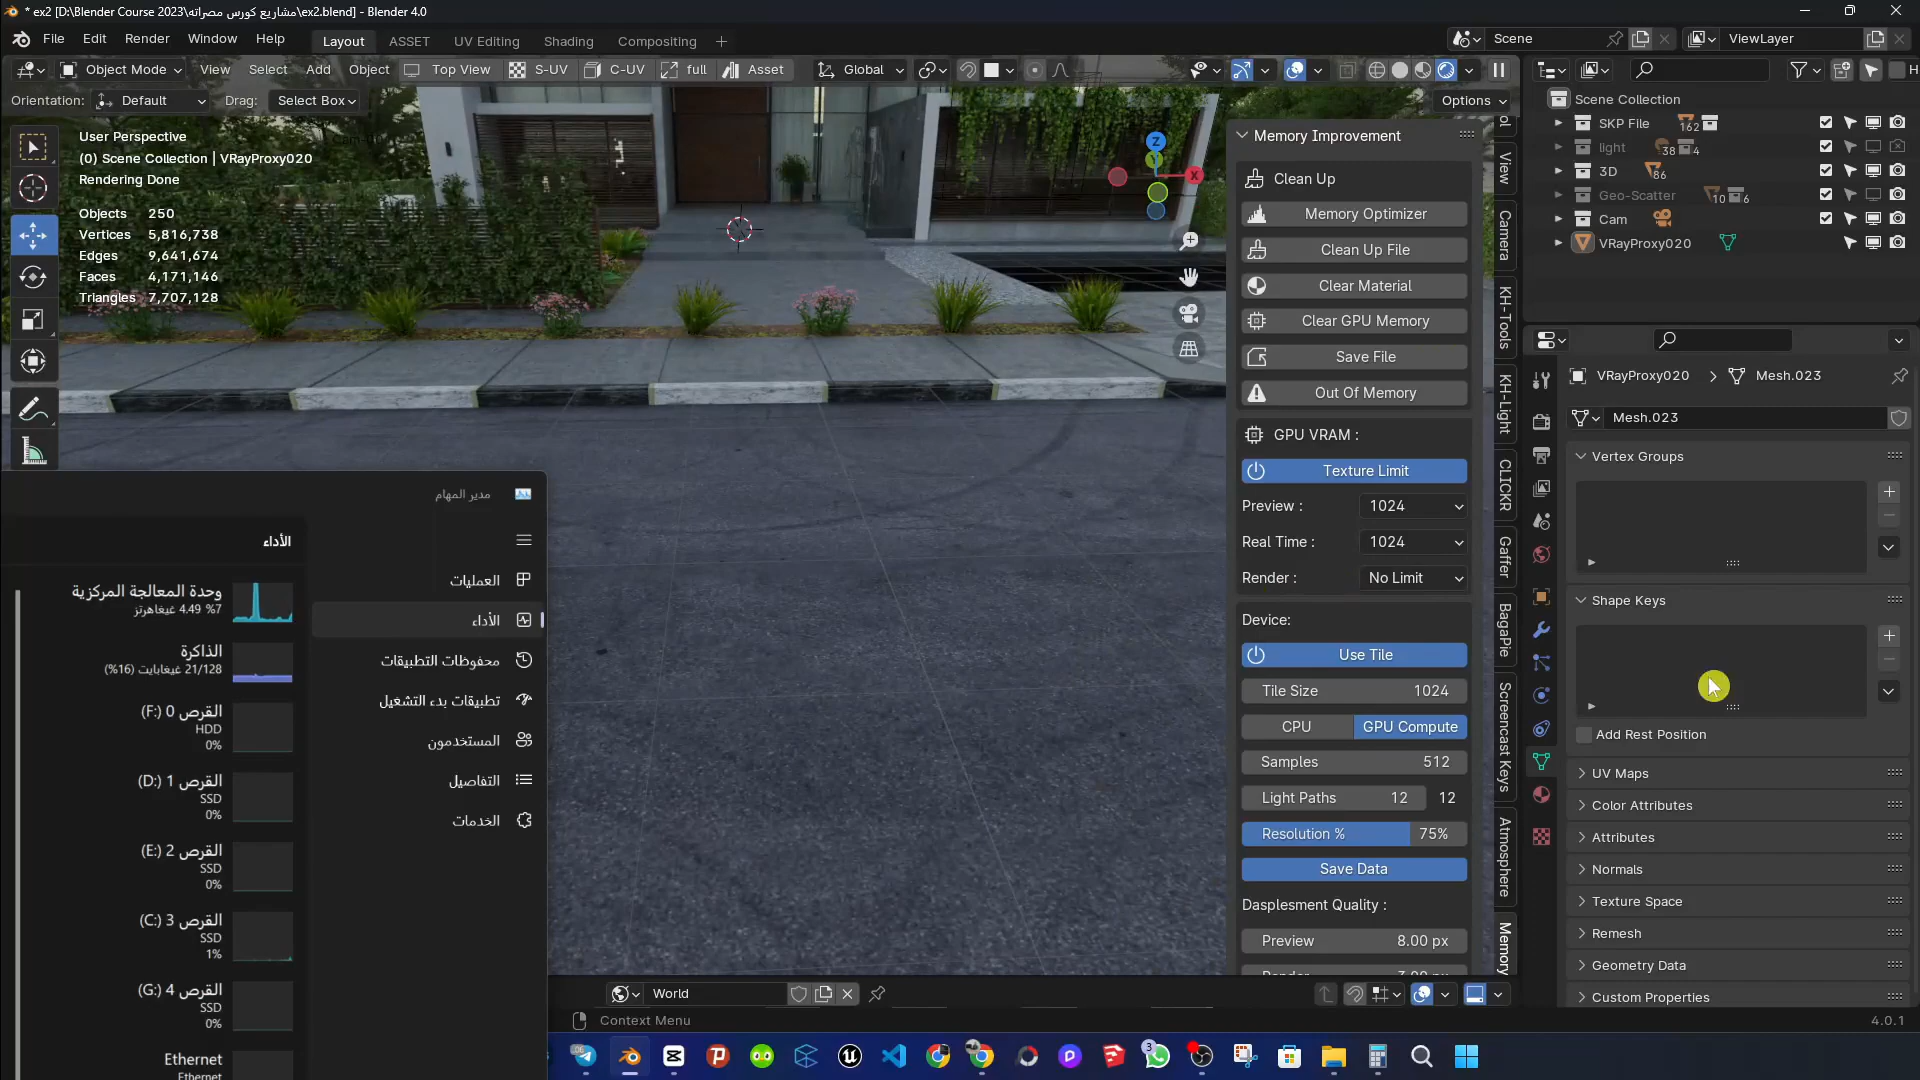 * ex2 [D:\Blender Course 2023\مشاريع كورس مصراته\ex2.blend] - Blender 4.0
File Edit Render Window Help
Layout ASSET UV Editing Shading Compositing
Scene
ViewLayer
Object Mode View Select Add Object Top View S-UV C-UV full Asset Global
Orientation: Default Drag: Select Box
Options
User Perspective
(0) Scene Collection | VRayProxy020
Rendering Done
Objects 250
Vertices 5,816,738
Edges 9,641,674
Faces 4,171,146
Triangles 7,707,128
Z
Y
X
Memory Improvement
Clean Up
Memory Optimizer
Clean Up File
Clear Material
Clear GPU Memory
Save File
Out Of Memory
GPU VRAM :
Texture Limit
Preview : 1024
Real Time : 1024
Render : No Limit
Device:
Use Tile
Tile Size 1024
CPU GPU Compute
Samples 512
Light Paths 12 12
Resolution % 75%
Save Data
Dasplesment Quality :
Preview 8.00 px
View
Camera
KH-Tools
KH-Light
CLICKR
Gaffer
BagaPie
Screencast Keys
Atmosphere
Memory
Scene Collection
SKP File 162
light 38 4
3D 86
Geo-Scatter 10 6
Cam
VRayProxy020
VRayProxy020 > Mesh.023
Mesh.023
Vertex Groups
Shape Keys
Add Rest Position
UV Maps
Color Attributes
Attributes
Normals
Texture Space
Remesh
Geometry Data
Custom Properties
4.0.1
World
Context Menu
مدير المهام
العمليات
الأداء
محفوظات التطبيقات
تطبيقات بدء التشغيل
المستخدمون
التفاصيل
الخدمات
الأداء
وحدة المعالجة المركزية
7% 4.49 غيغاهرتز
الذاكرة
21/128 غيغابايت (16%)
القرص 0 (F:)
HDD
0%
القرص 1 (D:)
SSD
0%
القرص 2 (E:)
SSD
0%
القرص 3 (C:)
SSD
1%
القرص 4 (G:)
SSD
0%
Ethernet
Ethernet
3